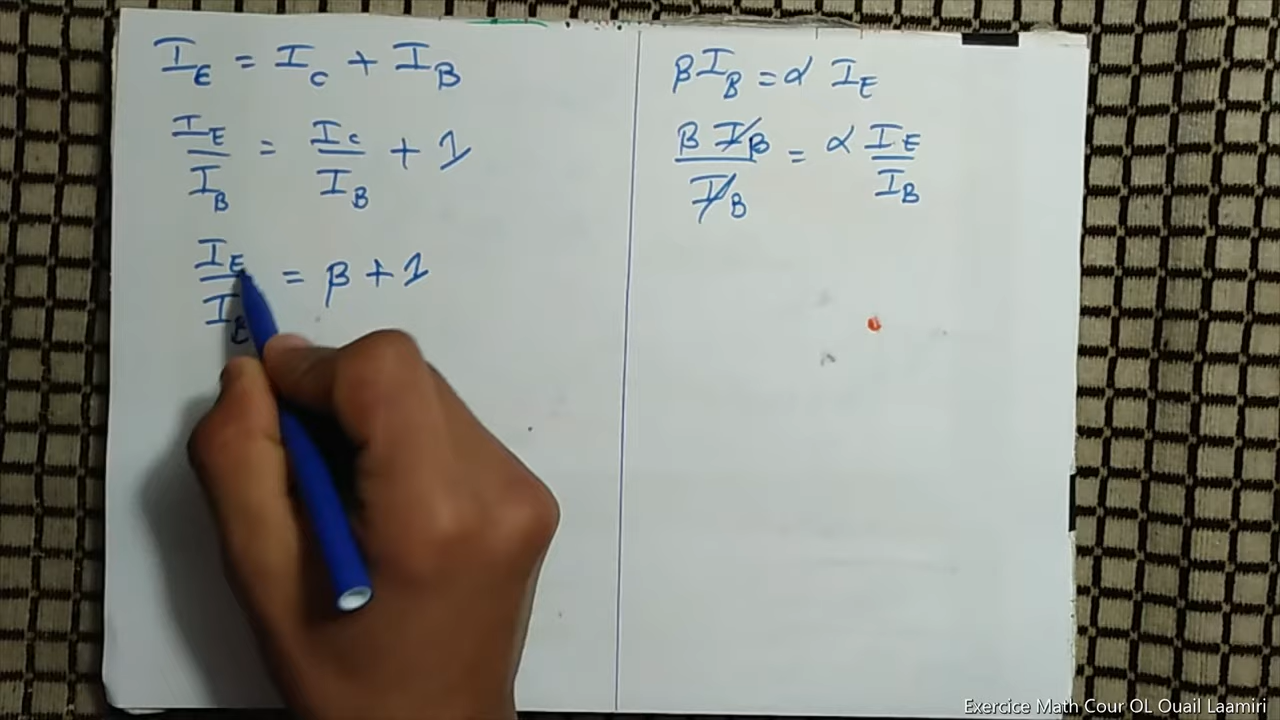 I_E = I_C + I_B
I_E / I_B = I_C / I_B + 1
I_E / I_B = β + 1
β I_B = α I_E
β I_B / I_B = α I_E / I_B
Exercice Math Cour OL Ouail Laamiri